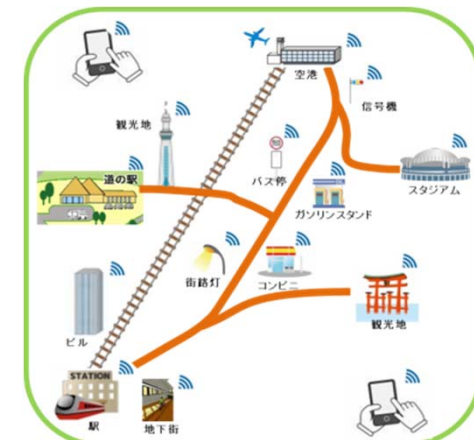 空港
信号機
観光地
バス停
道の駅
スタジアム
ガソリンスタンド
街路灯
コンビニ
ビル
観光地
STATION
駅
地下街